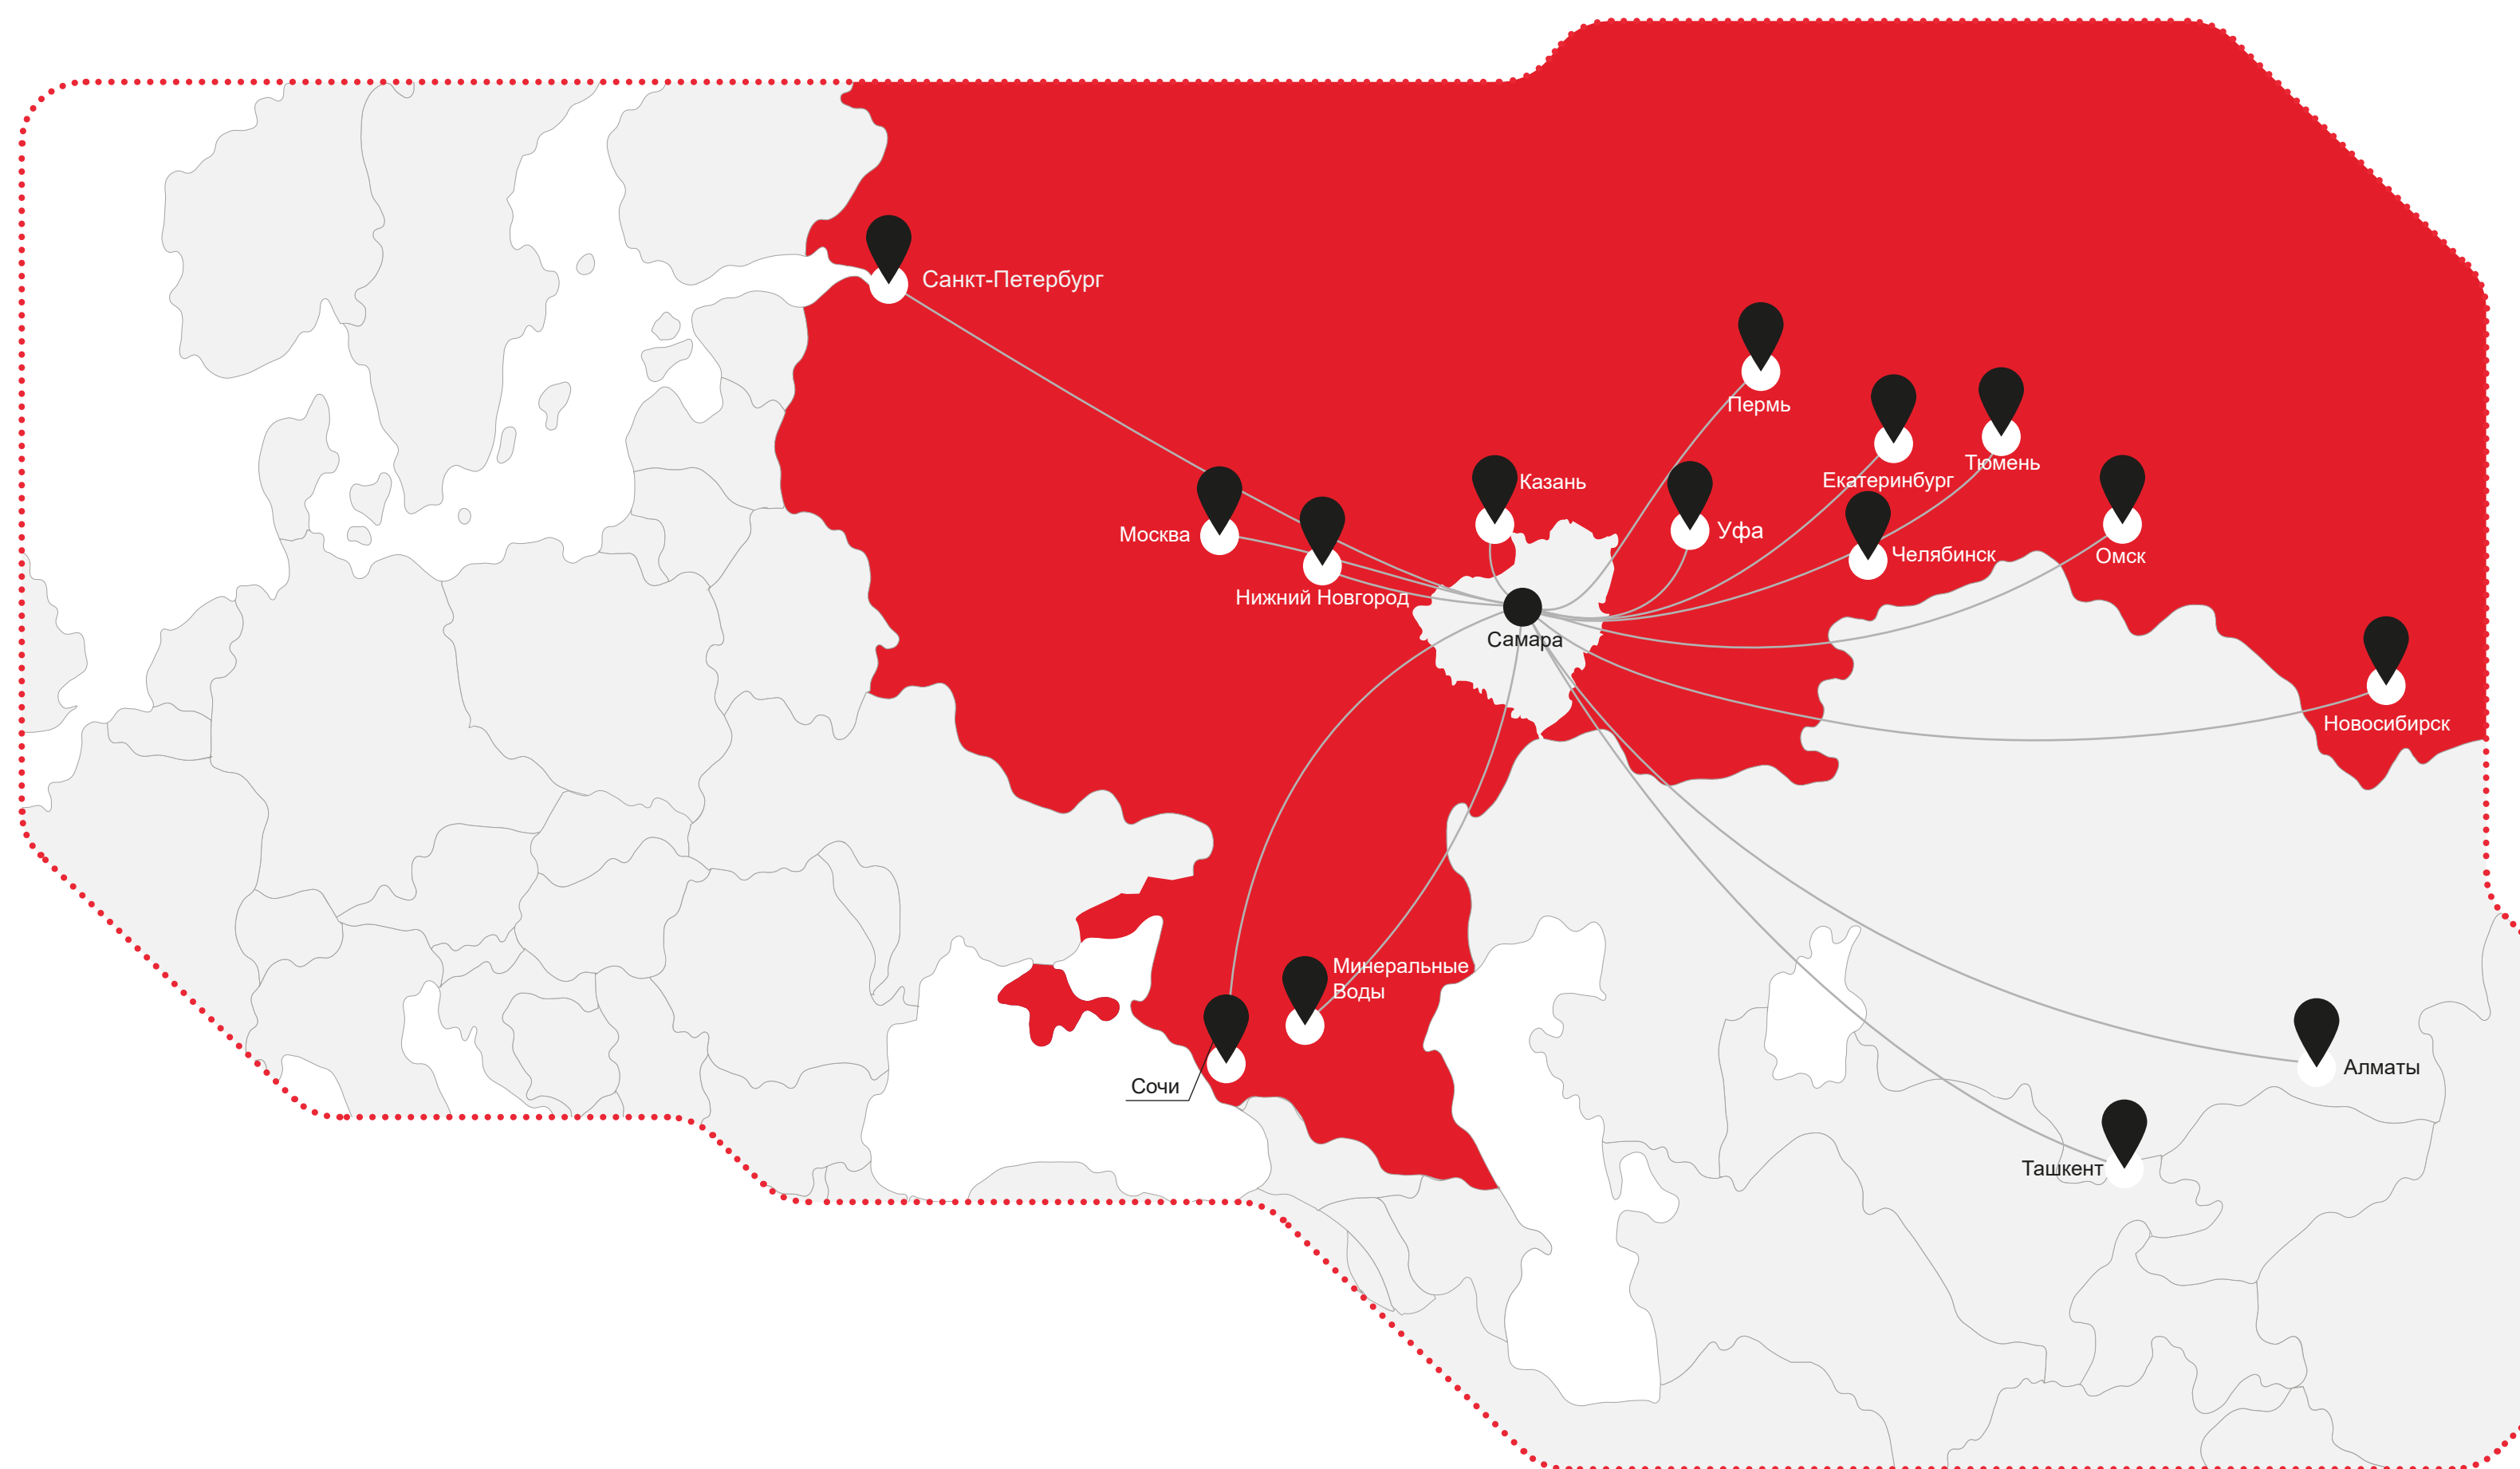 Санкт-Петербург
Пермь
Тюмень
Екатеринбург
Казань
Уфа
Москва
Челябинск
Омск
Нижний Новгород
Самара
Новосибирск
Минеральные
Воды
Сочи
Алматы
Ташкент